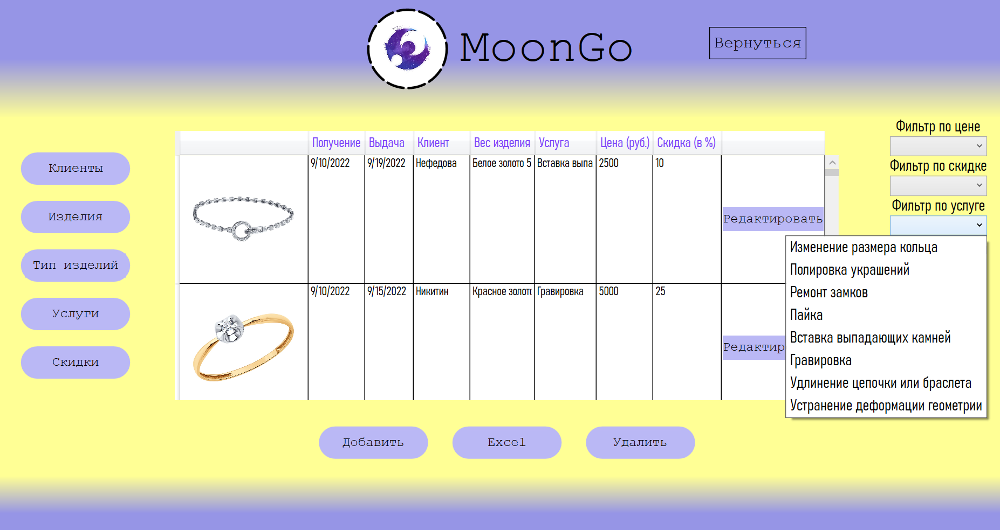 MoonGo
Вернуться
Фильтр по цене
Фильтр по скидке
Фильтр по услуге
Изменение размера кольца
Полировка украшений
Ремонт замков
Пайка
Вставка выпадающих камней
Гравировка
Удлинение цепочки или браслета
Устранение деформации геометрии
Клиенты
Изделия
Тип изделий
Услуги
Скидки
Получение Выдача Клиент Вес изделия Услуга Цена (руб.) Скидка (в %)
9/10/2022 9/19/2022 Нефедова Белое золото 5 Вставка выпа 2500 10
Редактировать
9/10/2022 9/15/2022 Никитин Красное золото Гравировка 5000 25
Редактир
Добавить Excel Удалить